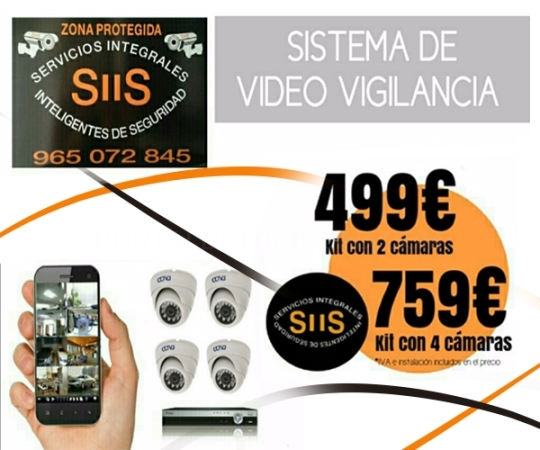 ZONA PROTEGIDA
SERVICIOS INTEGRALES
SIIS
INTELIGENTES DE SEGURIDAD
965 072 845
SISTEMA DE
VIDEO VIGILANCIA
499€
Kit con 2 cámaras
759€
Kit con 4 cámaras
*IVA e instalación incluidos en el precio
SERVICIOS INTEGRALES
SIIS
INTELIGENTES DE SEGURIDAD